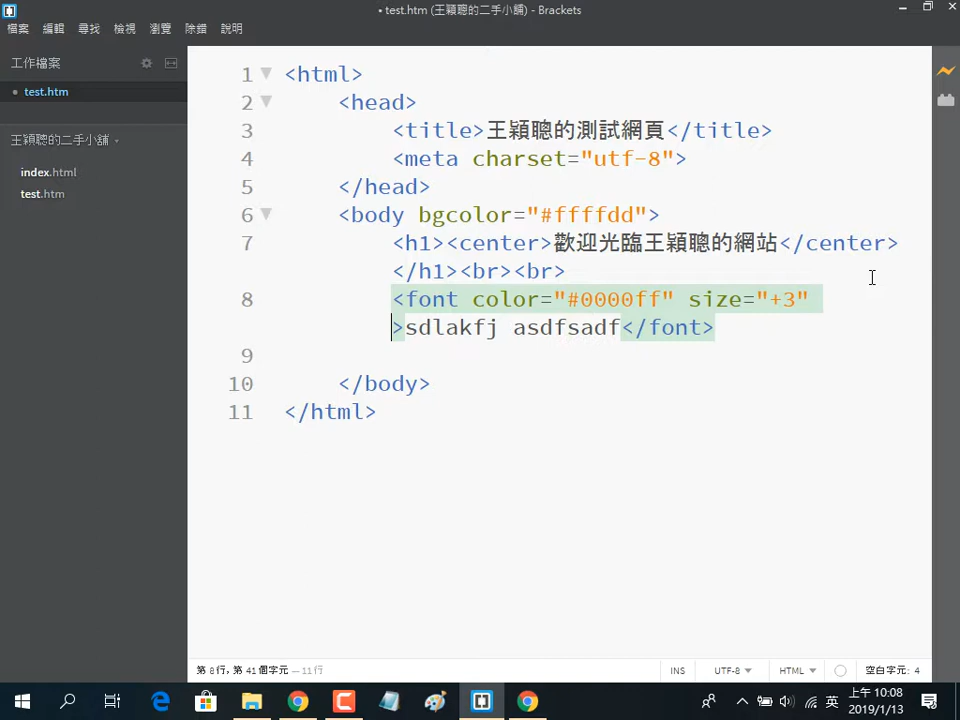 • test.htm (王穎聰的二手小舖) - Brackets
檔案 編輯 尋找 檢視 瀏覽 除錯 說明
工作檔案
• test.htm
王穎聰的二手小舖
index.html
test.htm
1 <html>
2 <head>
3 <title>王穎聰的測試網頁</title>
4 <meta charset="utf-8">
5 </head>
6 <body bgcolor="#ffffdd">
7 <h1><center>歡迎光臨王穎聰的網站</center>
</h1><br><br>
8 <font color="#0000ff" size="+3"
>sdlakfj asdfsadf</font>
9
10 </body>
11 </html>
第 8 行, 第 41 個字元 — 11 行 INS UTF-8 HTML 空白字元: 4
英 上午 10:08
2019/1/13